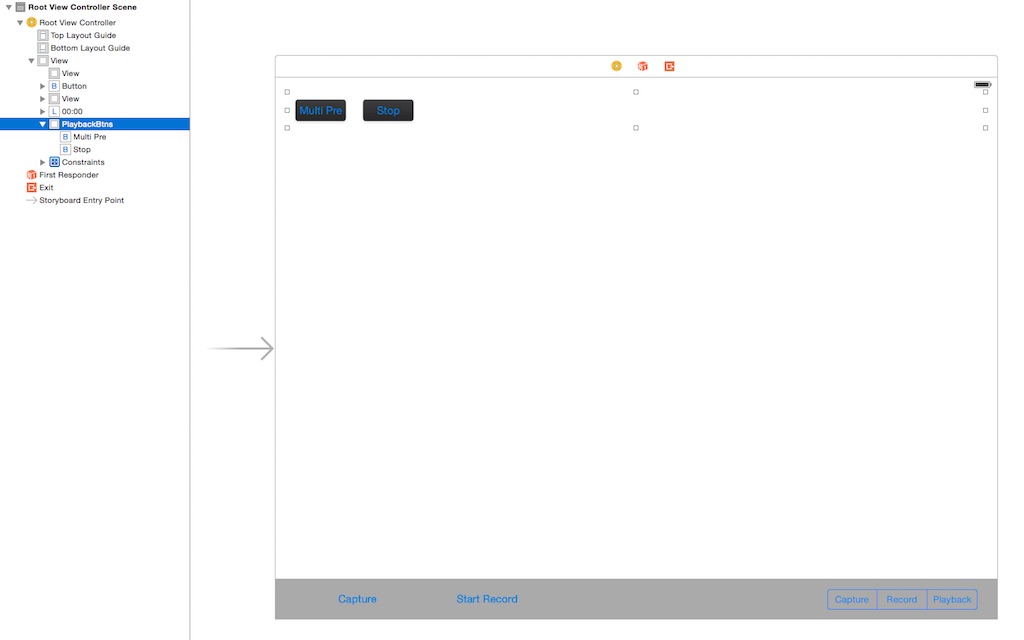 Root View Controller Scene
Root View Controller
Top Layout Guide
Bottom Layout Guide
View
View
B Button
View
L 00:00
PlaybackBtns
B Multi Pre
B Stop
Constraints
First Responder
Exit
Storyboard Entry Point
Multi Pre Stop
Capture Start Record Capture Record Playback